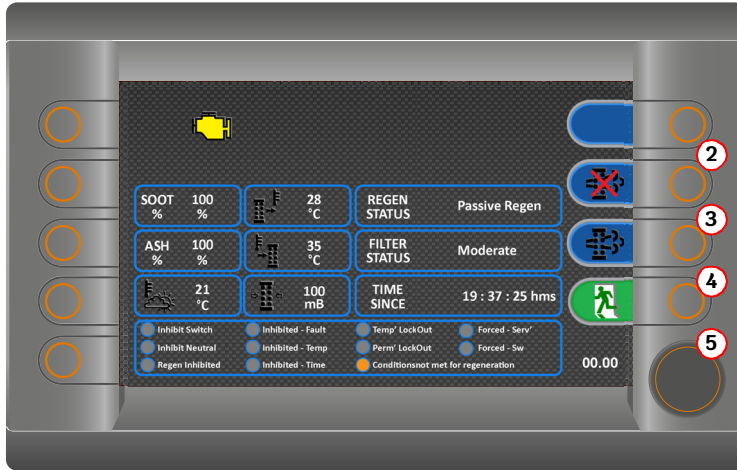 2
3
4
5
SOOT 100
% %
28
°C
REGEN
STATUS
Passive Regen
ASH 100
% %
35
°C
FILTER
STATUS
Moderate
21
°C
100
mB
TIME
SINCE
19 : 37 : 25 hms
Inhibit Switch
Inhibited - Fault
Temp' LockOut
Forced - Serv'
Inhibit Neutral
Inhibited - Temp
Perm' LockOut
Forced - Sw
Regen Inhibited
Inhibited - Time
Conditionsnot met for regeneration
00.00